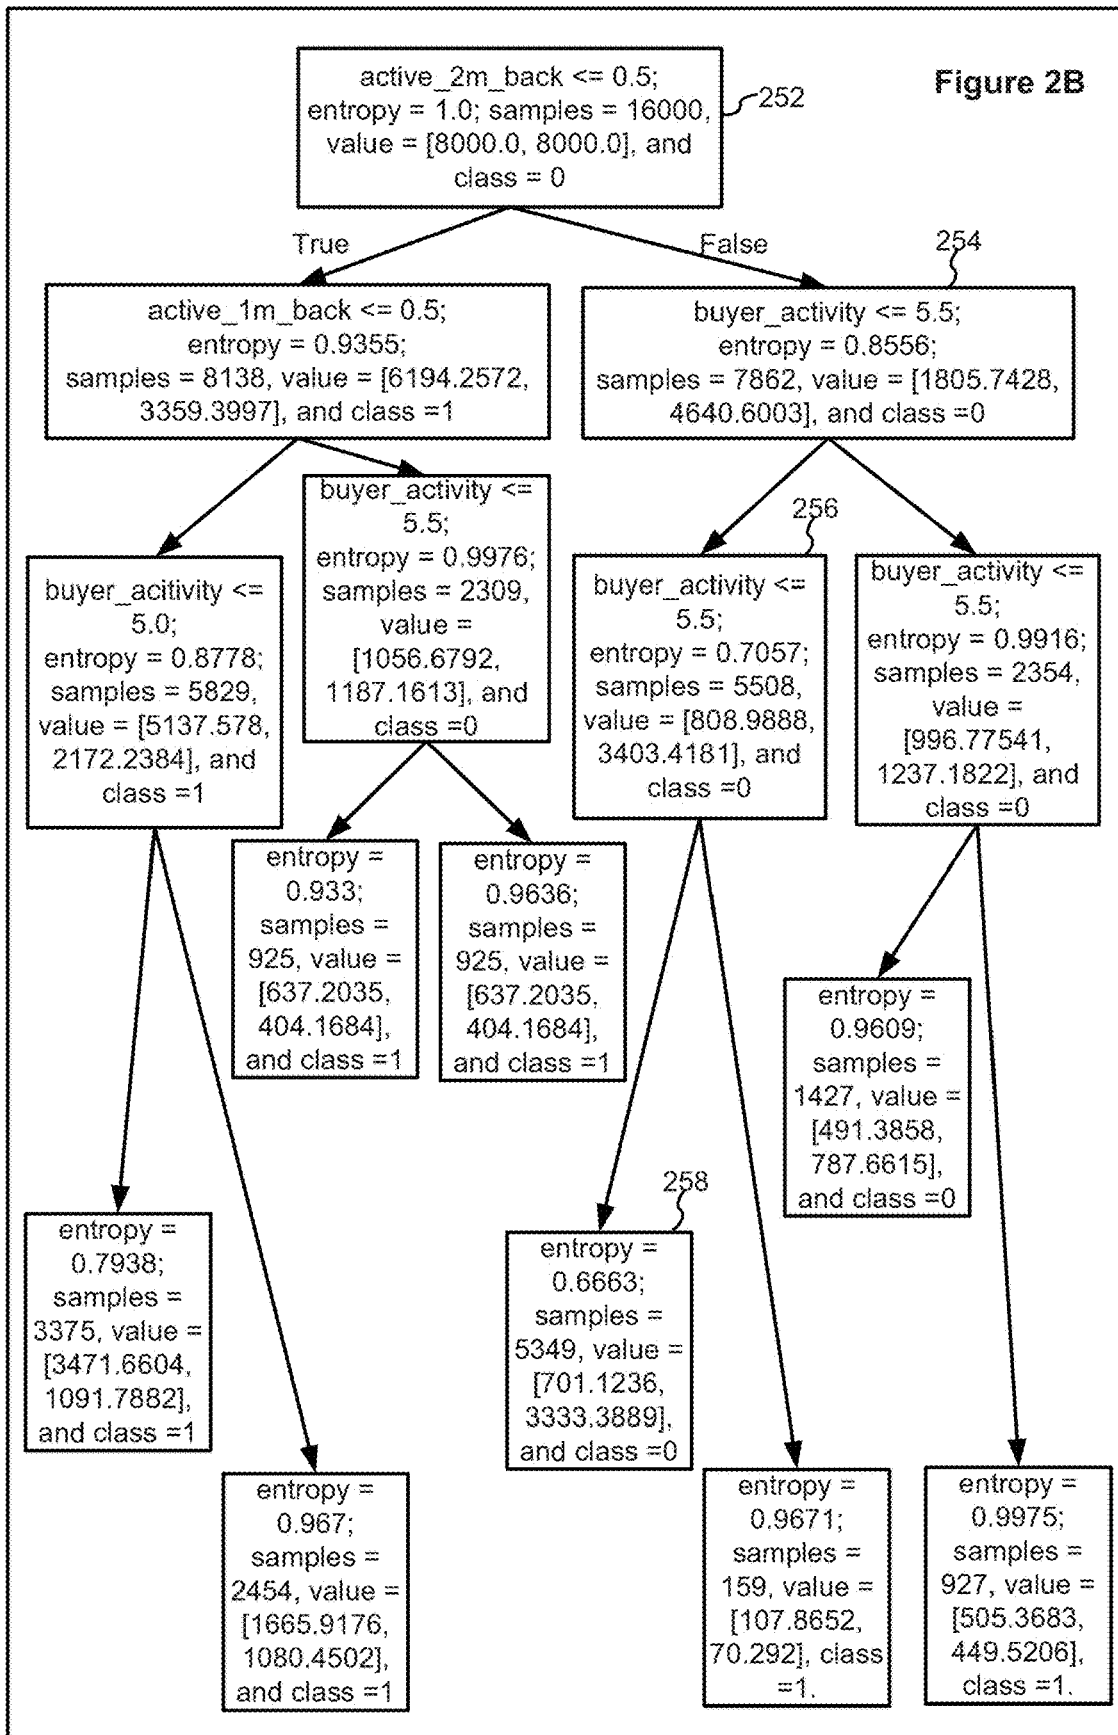 Figure 2B
active_2m_back <= 0.5;
entropy = 1.0; samples = 16000,
value = [8000.0, 8000.0], and
class = 0
252
True
False
254
active_1m_back <= 0.5;
entropy = 0.9355;
samples = 8138, value = [6194.2572,
3359.3997], and class =1
buyer_activity <= 5.5;
entropy = 0.8556;
samples = 7862, value = [1805.7428,
4640.6003], and class =0
buyer_acitivity <=
5.0;
entropy = 0.8778;
samples = 5829,
value = [5137.578,
2172.2384], and
class =1
buyer_activity <=
5.5;
entropy = 0.9976;
samples = 2309,
value =
[1056.6792,
1187.1613], and
class =0
256
buyer_activity <=
5.5;
entropy = 0.7057;
samples = 5508,
value = [808.9888,
3403.4181], and
class =0
buyer_activity <=
5.5;
entropy = 0.9916;
samples = 2354,
value =
[996.77541,
1237.1822], and
class =0
entropy =
0.933;
samples =
925, value =
[637.2035,
404.1684],
and class =1
entropy =
0.9636;
samples =
925, value =
[637.2035,
404.1684],
and class =1
entropy =
0.9609;
samples =
1427, value =
[491.3858,
787.6615],
and class =0
entropy =
0.7938;
samples =
3375, value =
[3471.6604,
1091.7882],
and class =1
258
entropy =
0.6663;
samples =
5349, value =
[701.1236,
3333.3889],
and class =0
entropy =
0.967;
samples =
2454, value =
[1665.9176,
1080.4502],
and class =1
entropy =
0.9671;
samples =
159, value =
[107.8652,
70.292], class
=1.
entropy =
0.9975;
samples =
927, value =
[505.3683,
449.5206],
class =1.